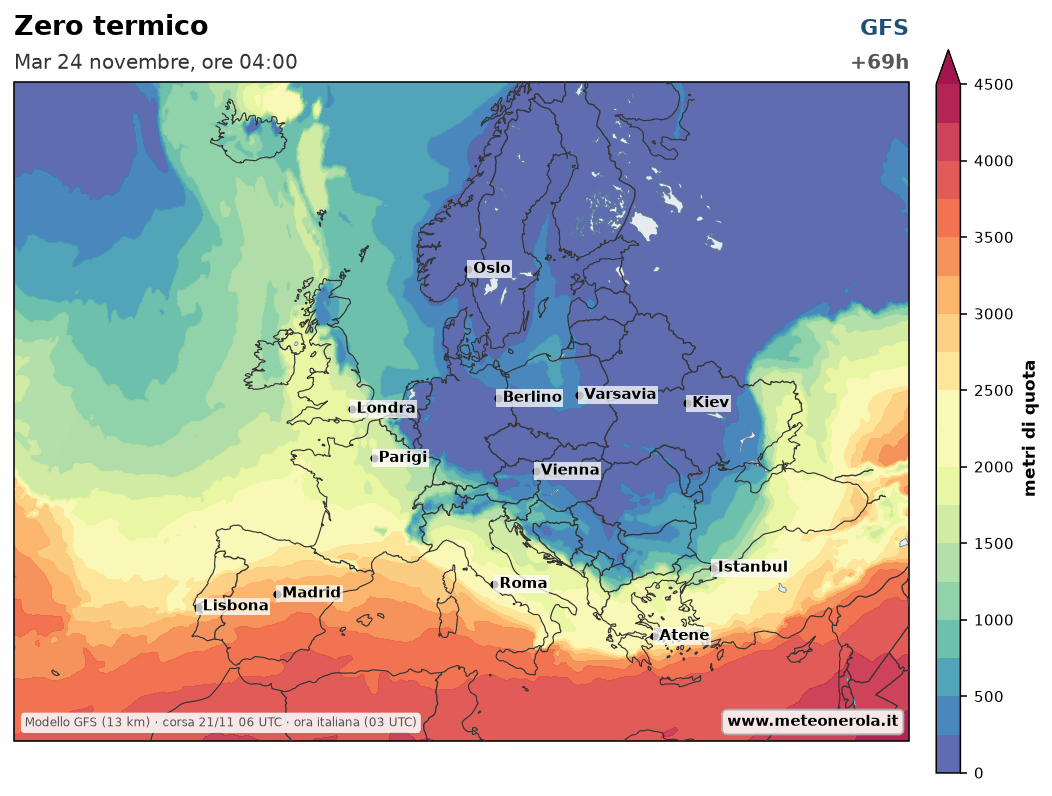 Zero termico
GFS
Mar 24 novembre, ore 04:00
+69h
4500
4000
3500
3000
2500
2000
1500
1000
500
0
metri di quota
Oslo
Berlino
Varsavia
Kiev
Londra
Parigi
Vienna
Istanbul
Roma
Madrid
Lisbona
Atene
Modello GFS (13 km) · corsa 21/11 06 UTC · ora italiana (03 UTC)
www.meteonerola.it